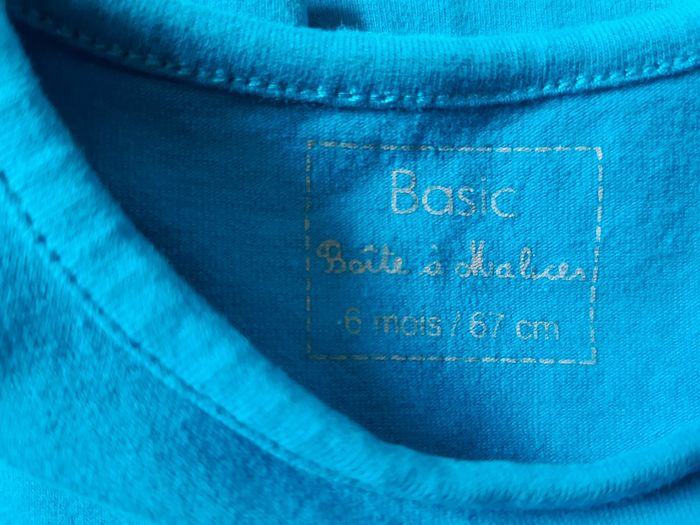 Basic
Boîte à Malices
6 mois / 67 cm